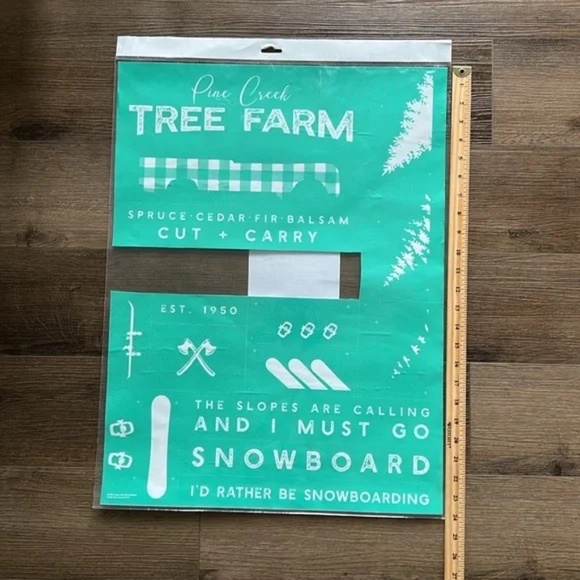 Pine Creek
TREE FARM
SPRUCE·CEDAR·FIR·BALSAM
CUT + CARRY
EST. 1950
THE SLOPES ARE CALLING
AND I MUST GO
SNOWBOARD
I'D RATHER BE SNOWBOARDING